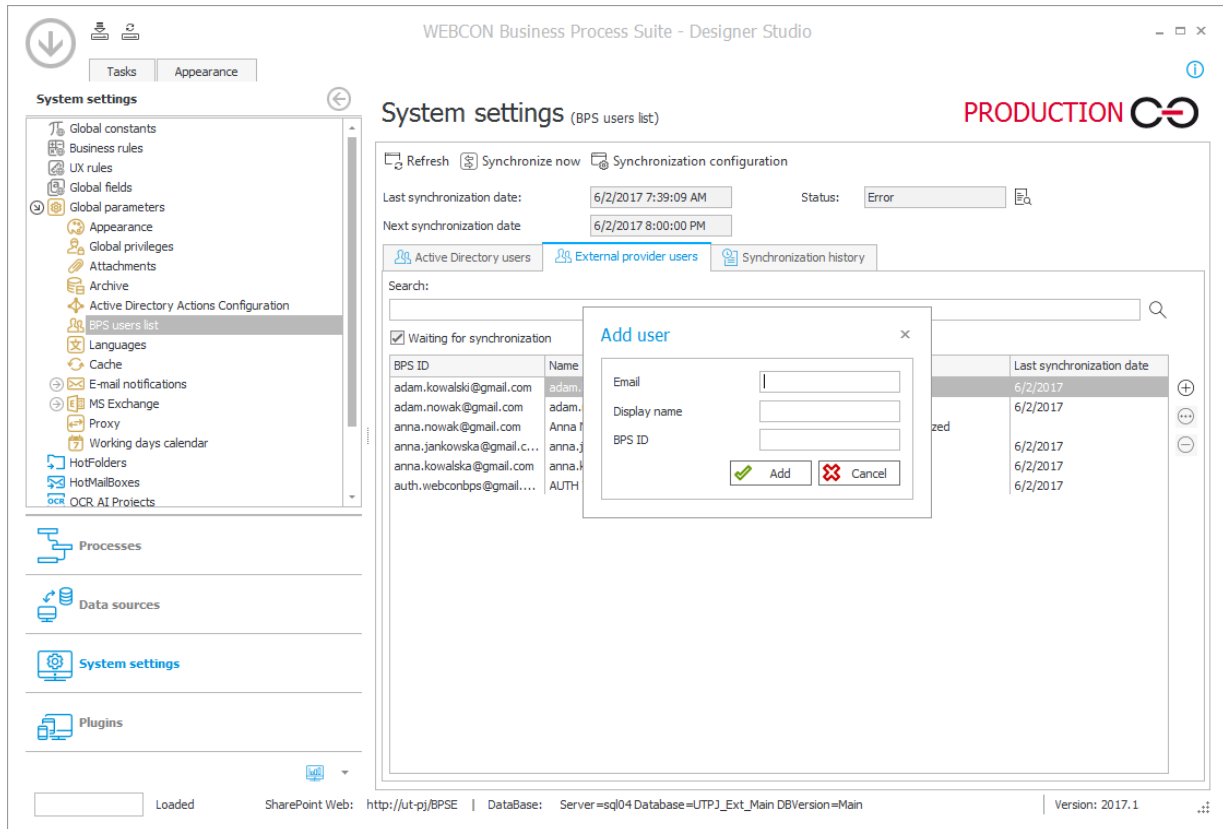 WEBCON Business Process Suite - Designer Studio
Tasks Appearance
System settings
Global constants
Business rules
UX rules
Global fields
Global parameters
Appearance
Global privileges
Attachments
Archive
Active Directory Actions Configuration
BPS users list
Languages
Cache
E-mail notifications
MS Exchange
Proxy
Working days calendar
HotFolders
HotMailBoxes
OCR AI Projects
Processes
Data sources
System settings
Plugins
System settings (BPS users list)
PRODUCTION
Refresh Synchronize now Synchronization configuration
Last synchronization date: 6/2/2017 7:39:09 AM Status: Error
Next synchronization date 6/2/2017 8:00:00 PM
Active Directory users External provider users Synchronization history
Search:
Waiting for synchronization
BPS ID Name Last synchronization date
adam.kowalski@gmail.com adam. 6/2/2017
adam.nowak@gmail.com adam. 6/2/2017
anna.nowak@gmail.com Anna zed
anna.jankowska@gmail.c... anna.j 6/2/2017
anna.kowalska@gmail.com anna.k 6/2/2017
auth.webconbps@gmail.... AUTH 6/2/2017
Add user
Email
Display name
BPS ID
Add Cancel
Loaded SharePoint Web: http://ut-pj/BPSE | DataBase: Server=sql04 Database=UTPJ_Ext_Main DBVersion=Main Version: 2017.1